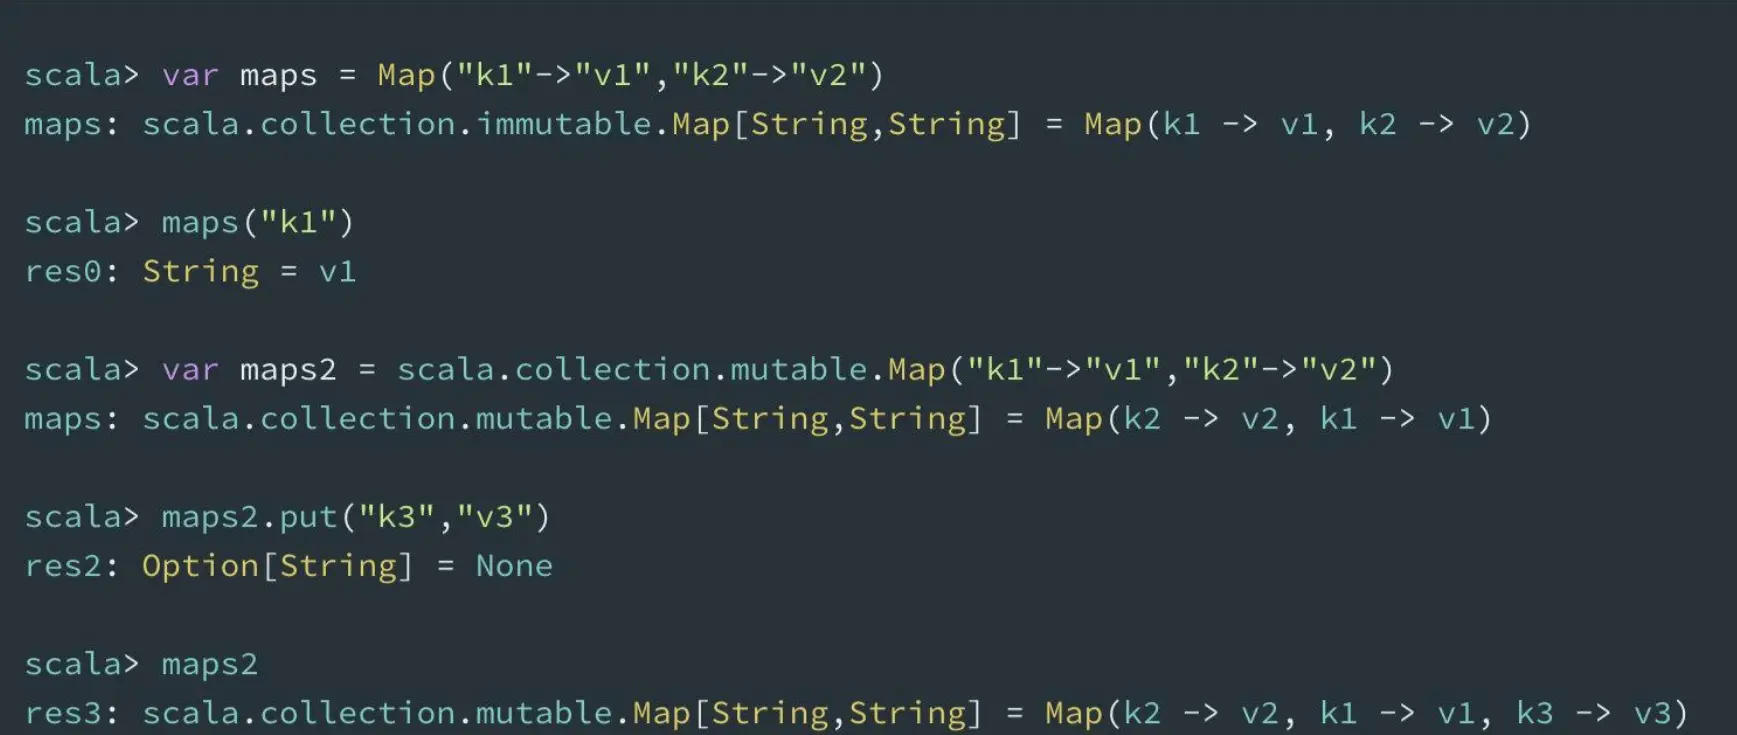 scala> var maps = Map("k1"->"v1","k2"->"v2")
maps: scala.collection.immutable.Map[String,String] = Map(k1 -> v1, k2 -> v2)
scala> maps("k1")
res0: String = v1
scala> var maps2 = scala.collection.mutable.Map("k1"->"v1","k2"->"v2")
maps: scala.collection.mutable.Map[String,String] = Map(k2 -> v2, k1 -> v1)
scala> maps2.put("k3","v3")
res2: Option[String] = None
scala> maps2
res3: scala.collection.mutable.Map[String,String] = Map(k2 -> v2, k1 -> v1, k3 -> v3)